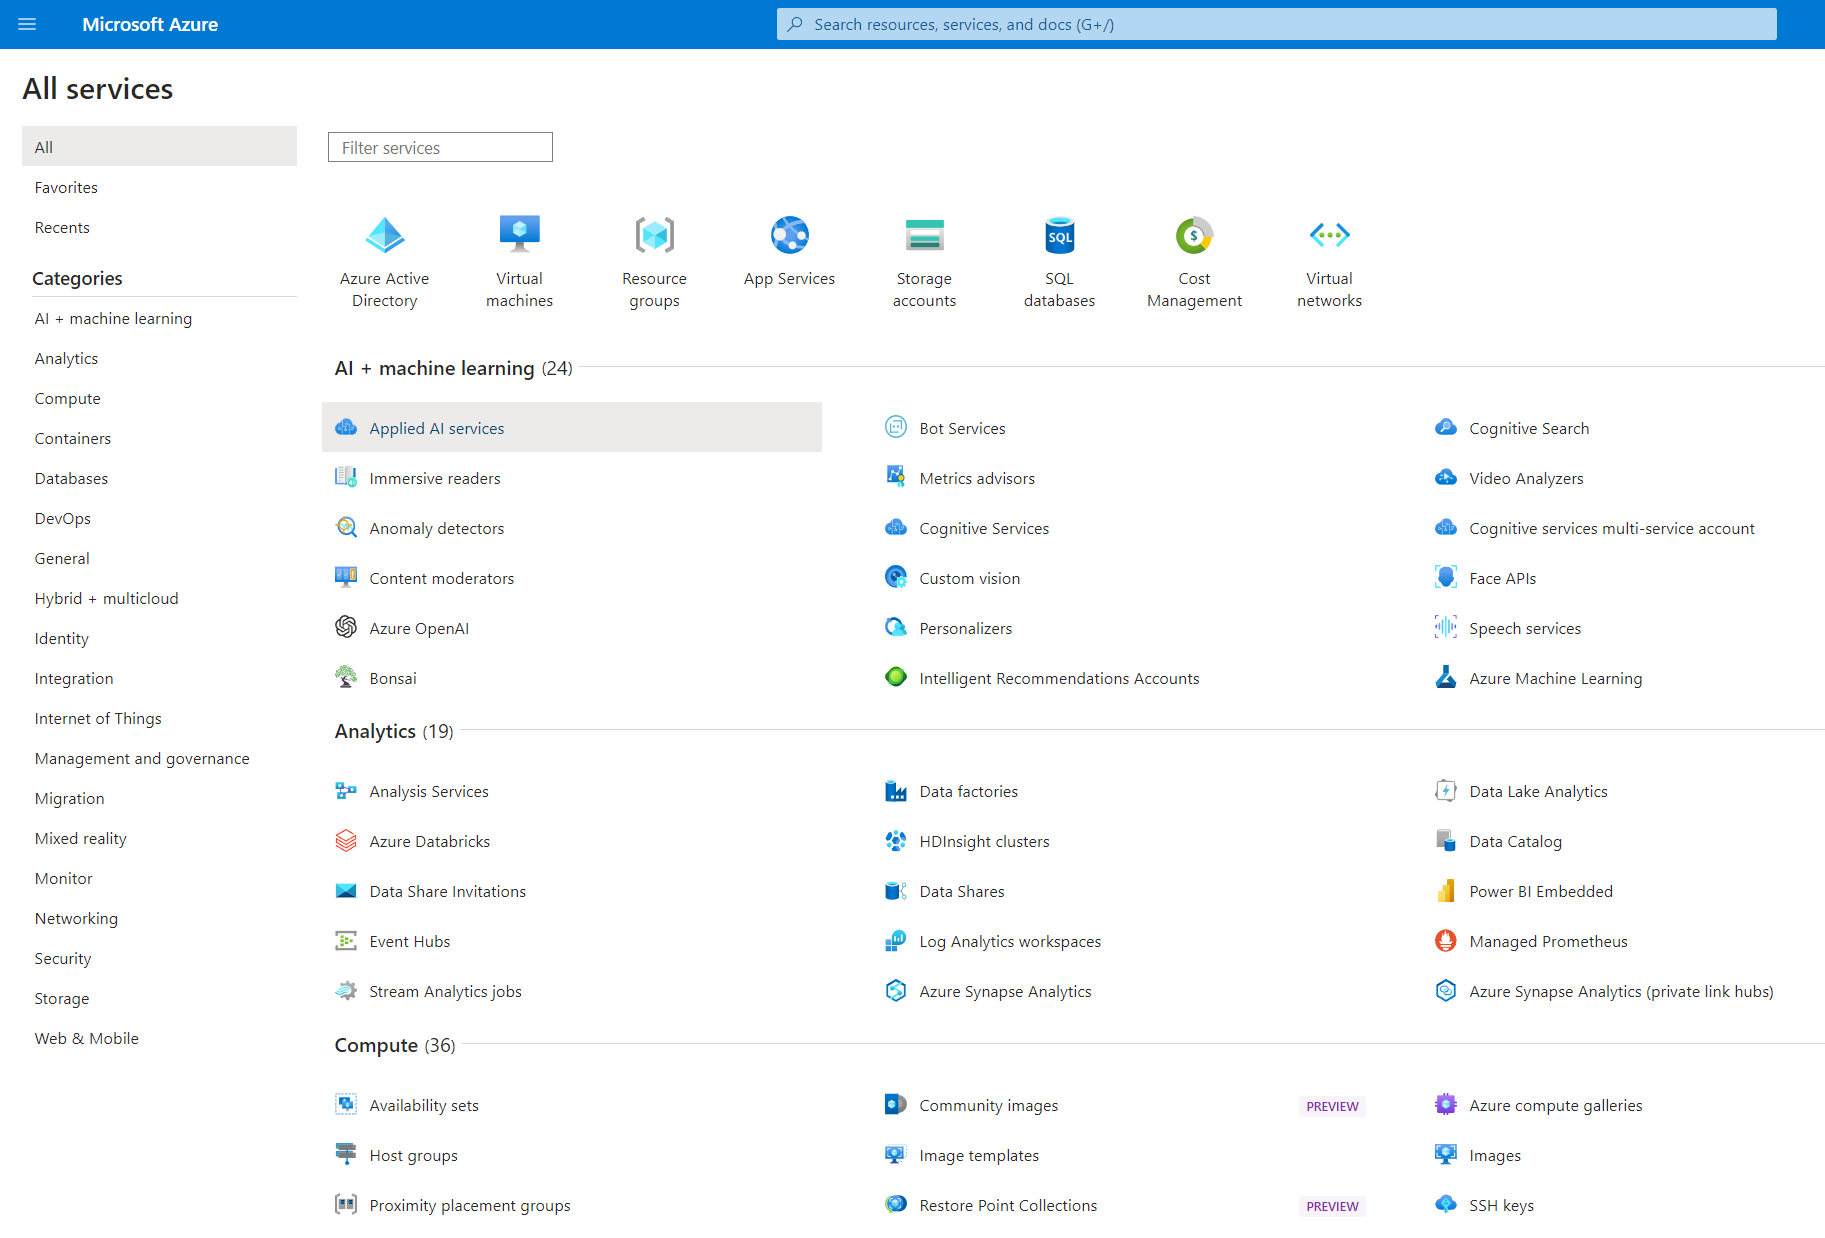 Microsoft Azure
Search resources, services, and docs (G+/)
All services
All
Favorites
Recents
Categories
AI + machine learning
Analytics
Compute
Containers
Databases
DevOps
General
Hybrid + multicloud
Identity
Integration
Internet of Things
Management and governance
Migration
Mixed reality
Monitor
Networking
Security
Storage
Web & Mobile
Filter services
Azure Active
Directory
Virtual
machines
Resource
groups
App Services
Storage
accounts
SQL
SQL
databases
$
Cost
Management
Virtual
networks
AI + machine learning (24)
Applied AI services
Bot Services
Cognitive Search
Immersive readers
Metrics advisors
Video Analyzers
Anomaly detectors
Cognitive Services
Cognitive services multi-service account
Content moderators
Custom vision
Face APIs
Azure OpenAI
Personalizers
Speech services
Bonsai
Intelligent Recommendations Accounts
Azure Machine Learning
Analytics (19)
Analysis Services
Data factories
Data Lake Analytics
Azure Databricks
HDInsight clusters
Data Catalog
Data Share Invitations
Data Shares
Power BI Embedded
Event Hubs
Log Analytics workspaces
Managed Prometheus
Stream Analytics jobs
Azure Synapse Analytics
Azure Synapse Analytics (private link hubs)
Compute (36)
Availability sets
Community images PREVIEW
Azure compute galleries
Host groups
Image templates
Images
Proximity placement groups
Restore Point Collections PREVIEW
SSH keys